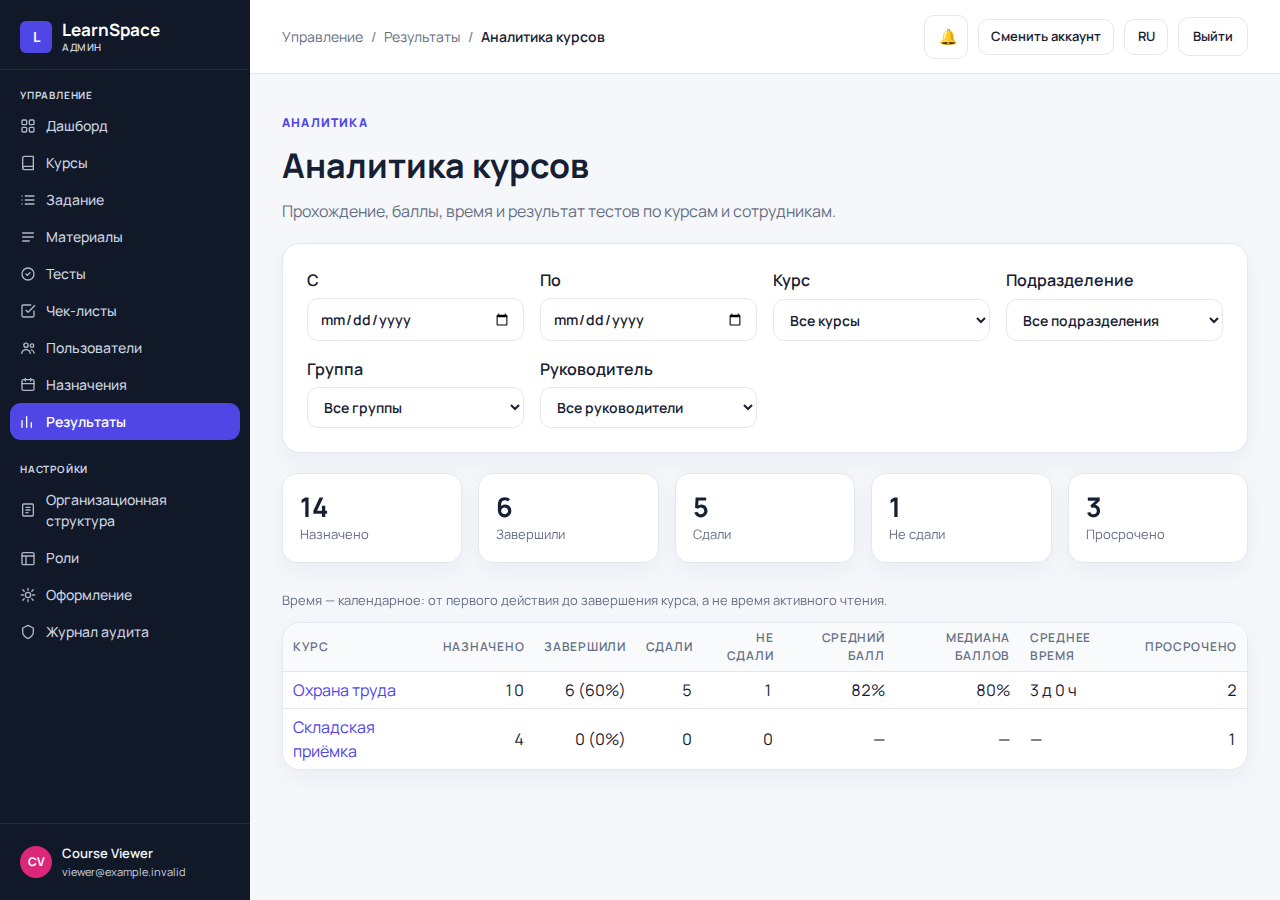 L
LearnSpace
АДМИН
Управление / Результаты / Аналитика курсов
Сменить аккаунт
RU
Выйти
УПРАВЛЕНИЕ
Дашборд
Курсы
Задание
Материалы
Тесты
Чек-листы
Пользователи
Назначения
Результаты
НАСТРОЙКИ
Организационная
структура
Роли
Оформление
Журнал аудита
CV
Course Viewer
viewer@example.invalid
АНАЛИТИКА
Аналитика курсов
Прохождение, баллы, время и результат тестов по курсам и сотрудникам.
С По Курс Подразделение
mm/dd/yyyy mm/dd/yyyy Все курсы Все подразделения
Группа Руководитель
Все группы Все руководители
14 6 5 1 3
Назначено Завершили Сдали Не сдали Просрочено
Время — календарное: от первого действия до завершения курса, а не время активного чтения.
КУРС НАЗНАЧЕНО ЗАВЕРШИЛИ СДАЛИ НЕ СДАЛИ СРЕДНИЙ БАЛЛ МЕДИАНА БАЛЛОВ СРЕДНЕЕ ВРЕМЯ ПРОСРОЧЕНО
Охрана труда 10 6 (60%) 5 1 82% 80% 3 д 0 ч 2
Складская приёмка 4 0 (0%) 0 0 — — — 1